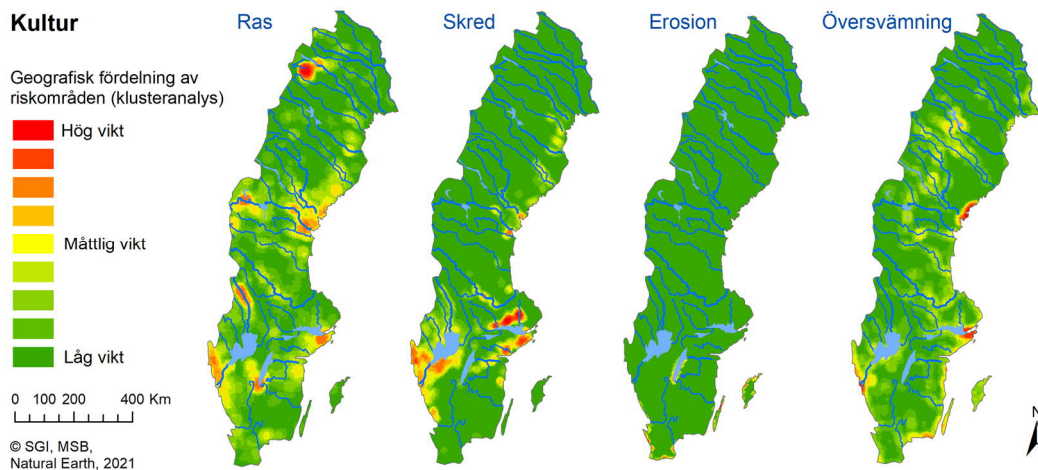 Kultur
Ras
Skred
Erosion
Översvämning
Geografisk fördelning av
riskområden (klusteranalys)
Hög vikt
Måttlig vikt
Låg vikt
0 100 200 400 Km
© SGI, MSB,
Natural Earth, 2021
N